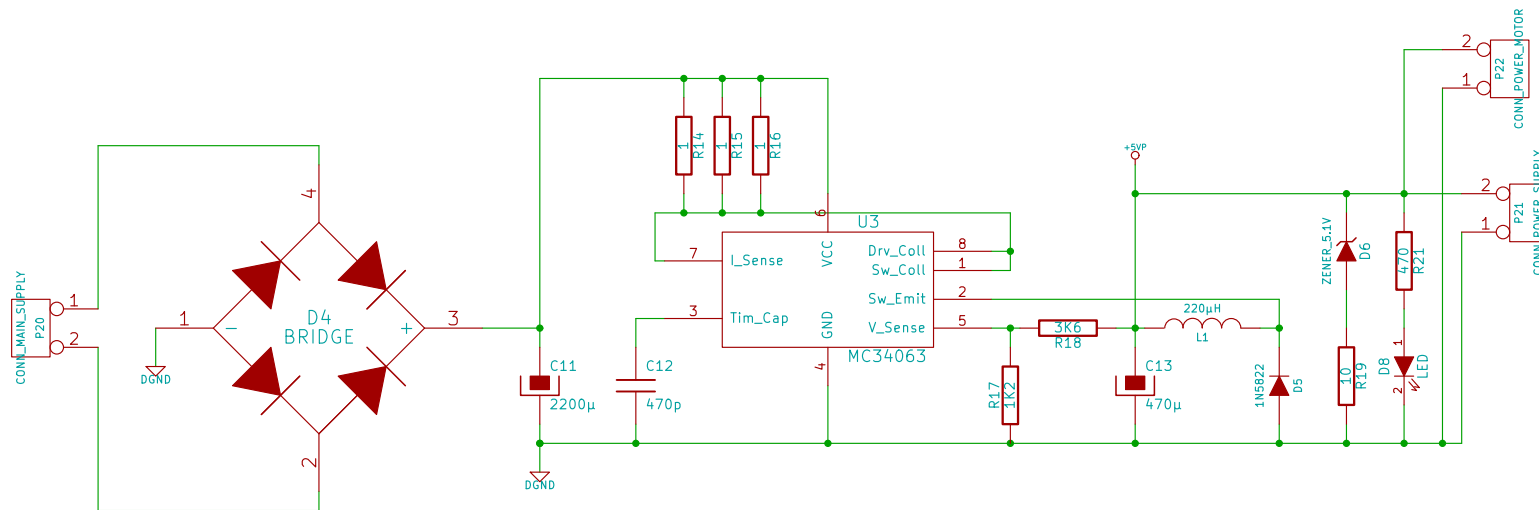 CONN_MAIN_SUPPLY
P20
1
2
4
1
DGND
−
D4
BRIDGE
+
3
2
C11
2200µ
DGND
1
R14
1
R15
1
R16
6
U3
7
I_Sense
VCC
Drv_Coll
8
Sw_Coll
1
Sw_Emit
2
3
Tim_Cap
GND
V_Sense
5
MC34063
4
C12
470p
3K6
R18
R17
1K2
+5VP
C13
470µ
220µH
L1
1N5822
D5
ZENER_5.1V
D6
10
R19
470
R21
1
D8
LED
2
2
1
P22
CONN_POWER_MOTOR
2
1
P21